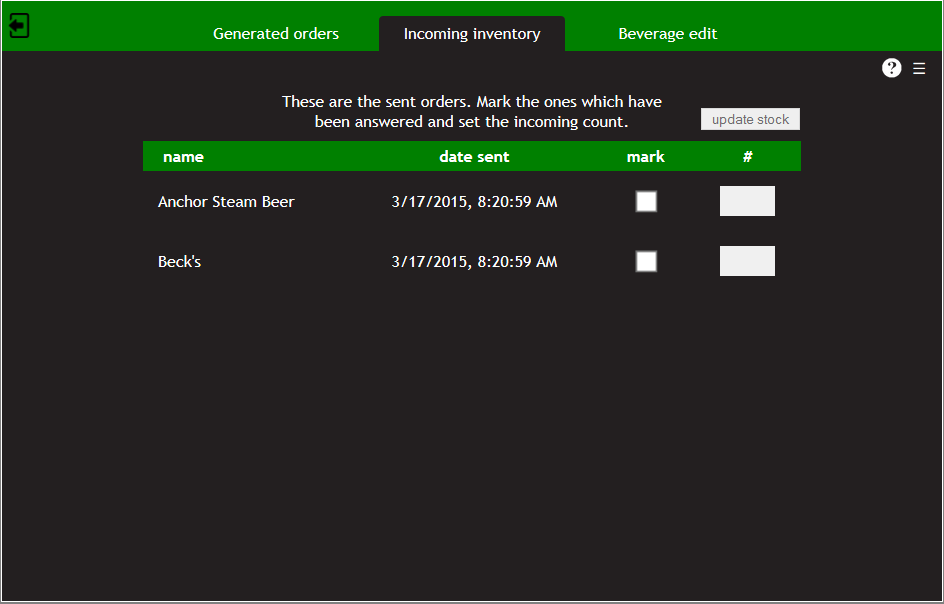 Generated orders
Incoming inventory
Beverage edit
?
These are the sent orders. Mark the ones which have
been answered and set the incoming count.
update stock
name date sent mark #
Anchor Steam Beer 3/17/2015, 8:20:59 AM
Beck's 3/17/2015, 8:20:59 AM